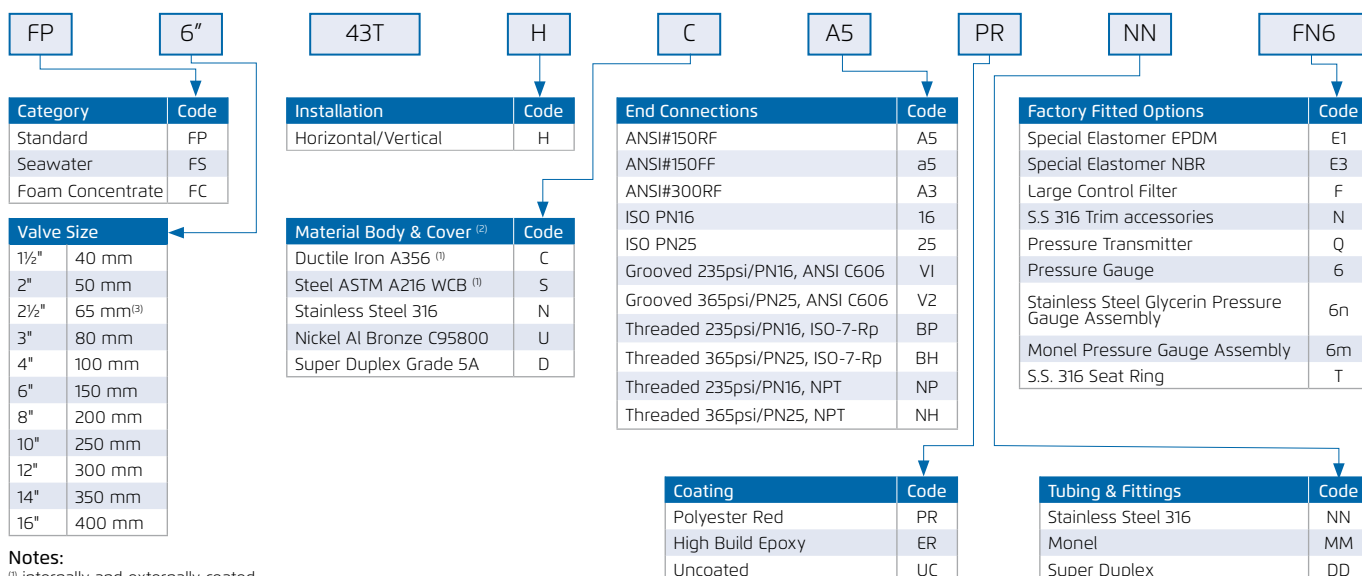 FP 6" 43T H C A5 PR NN FN6
Category Code
Standard FP
Seawater FS
Foam Concentrate FC
Valve Size
1½" 40 mm
2" 50 mm
2½" 65 mm(3)
3" 80 mm
4" 100 mm
6" 150 mm
8" 200 mm
10" 250 mm
12" 300 mm
14" 350 mm
16" 400 mm
Notes:
(1) internally and externally coated
Installation Code
Horizontal/Vertical H
Material Body & Cover (2) Code
Ductile Iron A356 (1) C
Steel ASTM A216 WCB (1) S
Stainless Steel 316 N
Nickel Al Bronze C95800 U
Super Duplex Grade 5A D
End Connections Code
ANSI#150RF A5
ANSI#150FF a5
ANSI#300RF A3
ISO PN16 16
ISO PN25 25
Grooved 235psi/PN16, ANSI C606 VI
Grooved 365psi/PN25, ANSI C606 V2
Threaded 235psi/PN16, ISO-7-Rp BP
Threaded 365psi/PN25, ISO-7-Rp BH
Threaded 235psi/PN16, NPT NP
Threaded 365psi/PN25, NPT NH
Coating Code
Polyester Red PR
High Build Epoxy ER
Uncoated UC
Factory Fitted Options Code
Special Elastomer EPDM E1
Special Elastomer NBR E3
Large Control Filter F
S.S 316 Trim accessories N
Pressure Transmitter Q
Pressure Gauge 6
Stainless Steel Glycerin Pressure
Gauge Assembly 6n
Monel Pressure Gauge Assembly 6m
S.S. 316 Seat Ring T
Tubing & Fittings Code
Stainless Steel 316 NN
Monel MM
Super Duplex DD